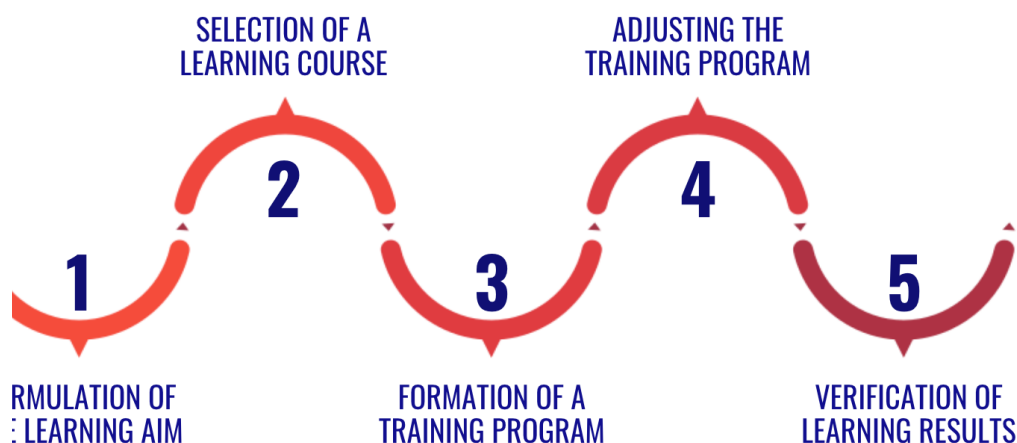 SELECTION OF A
LEARNING COURSE
ADJUSTING THE
TRAINING PROGRAM
2
4
1
3
5
RMULATION OF
LEARNING AIM
FORMATION OF A
TRAINING PROGRAM
VERIFICATION OF
LEARNING RESULTS